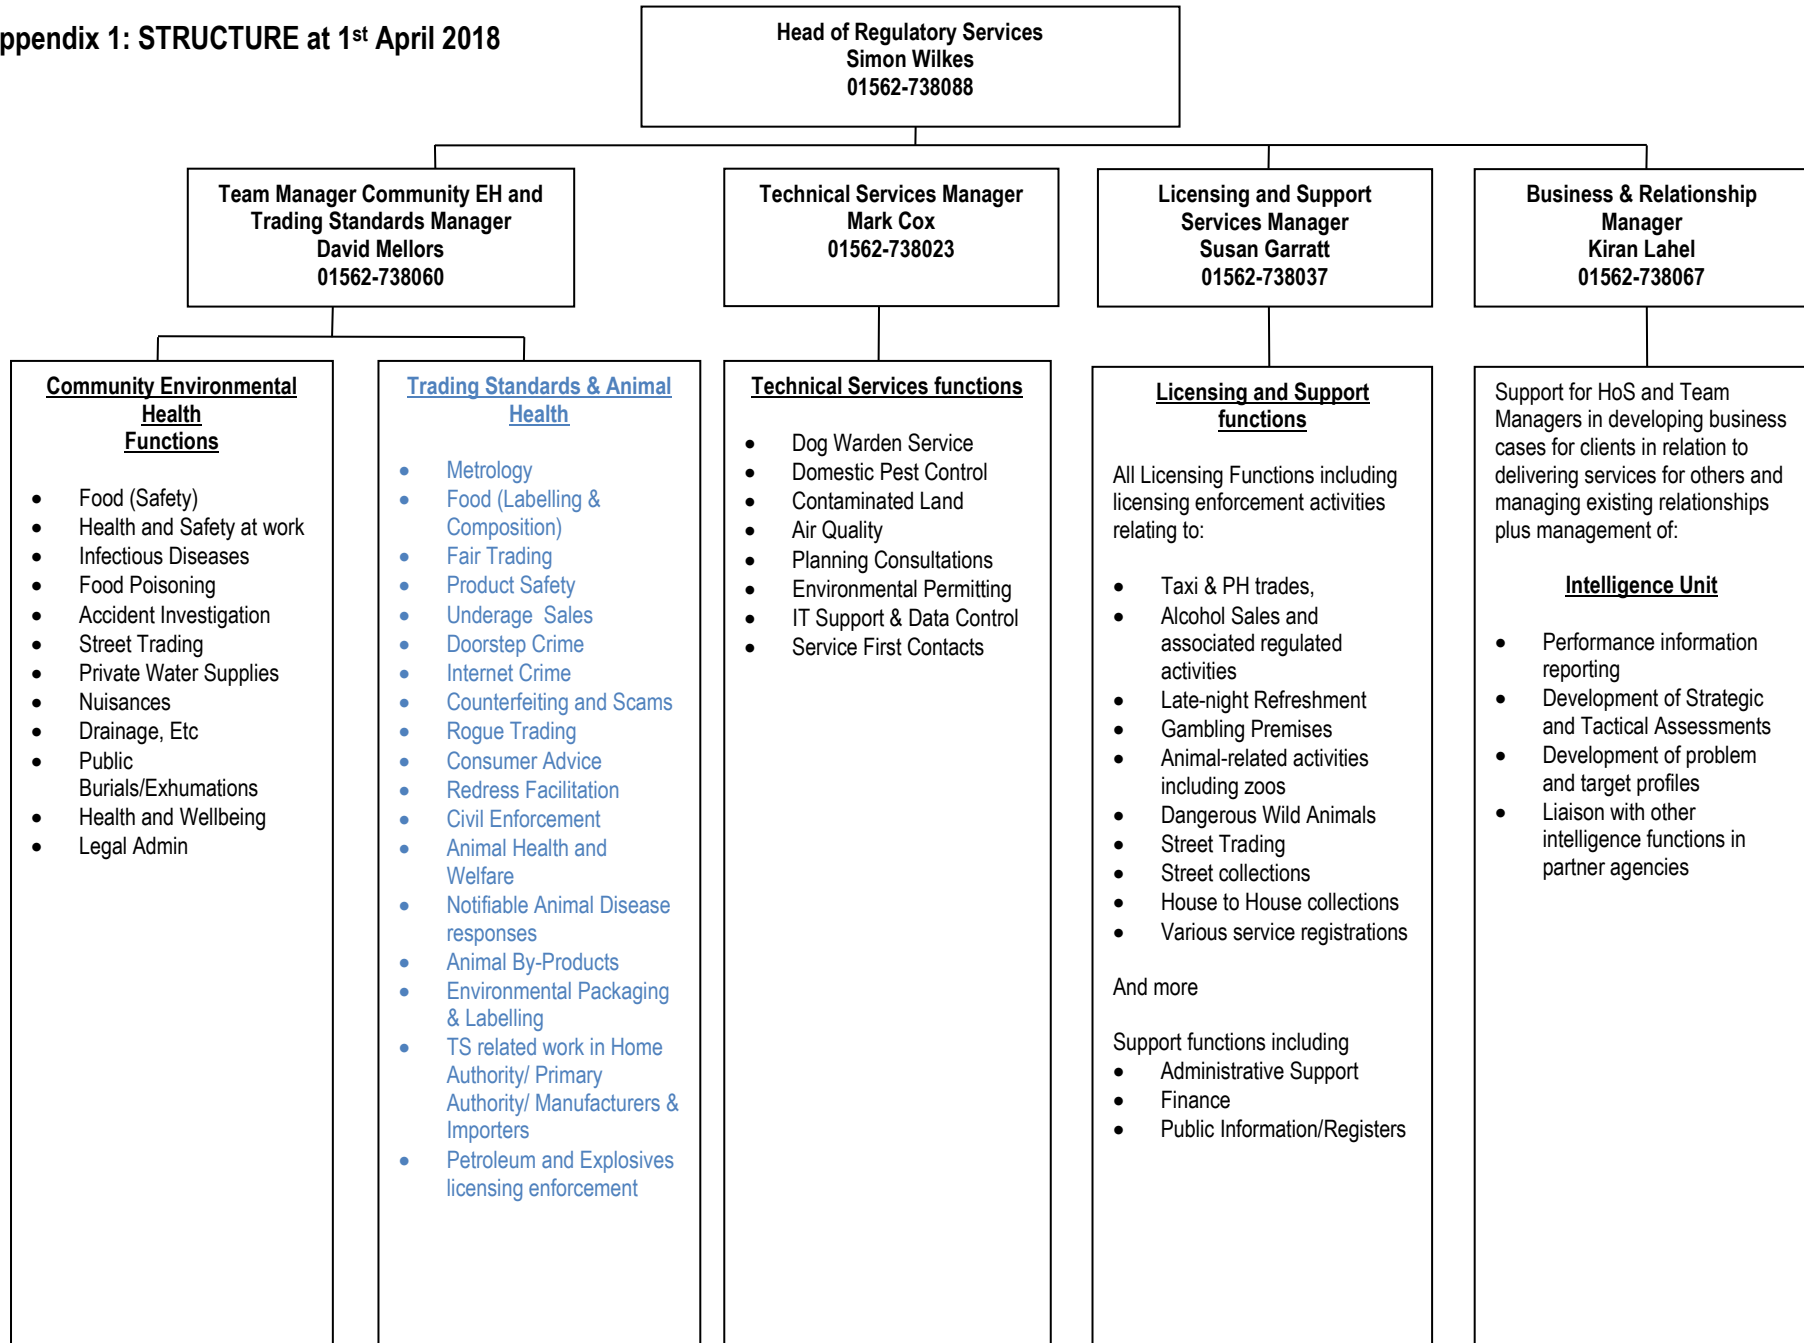 ppendix 1: STRUCTURE at 1st April 2018
Head of Regulatory Services
Simon Wilkes
01562-738088
Team Manager Community EH and
Trading Standards Manager
David Mellors
01562-738060
Technical Services Manager
Mark Cox
01562-738023
Licensing and Support
Services Manager
Susan Garratt
01562-738037
Business & Relationship
Manager
Kiran Lahel
01562-738067
Community Environmental
Health
Functions
• Food (Safety)
• Health and Safety at work
• Infectious Diseases
• Food Poisoning
• Accident Investigation
• Street Trading
• Private Water Supplies
• Nuisances
• Drainage, Etc
• Public
Burials/Exhumations
• Health and Wellbeing
• Legal Admin
Trading Standards & Animal
Health
• Metrology
• Food (Labelling &
Composition)
• Fair Trading
• Product Safety
• Underage  Sales
• Doorstep Crime
• Internet Crime
• Counterfeiting and Scams
• Rogue Trading
• Consumer Advice
• Redress Facilitation
• Civil Enforcement
• Animal Health and
Welfare
• Notifiable Animal Disease
responses
• Animal By-Products
• Environmental Packaging
& Labelling
• TS related work in Home
Authority/ Primary
Authority/ Manufacturers &
Importers
• Petroleum and Explosives
licensing enforcement
Technical Services functions
• Dog Warden Service
• Domestic Pest Control
• Contaminated Land
• Air Quality
• Planning Consultations
• Environmental Permitting
• IT Support & Data Control
• Service First Contacts
Licensing and Support
functions
All Licensing Functions including
licensing enforcement activities
relating to:
• Taxi & PH trades,
• Alcohol Sales and
associated regulated
activities
• Late-night Refreshment
• Gambling Premises
• Animal-related activities
including zoos
• Dangerous Wild Animals
• Street Trading
• Street collections
• House to House collections
• Various service registrations
And more
Support functions including
• Administrative Support
• Finance
• Public Information/Registers
Support for HoS and Team
Managers in developing business
cases for clients in relation to
delivering services for others and
managing existing relationships
plus management of:
Intelligence Unit
• Performance information
reporting
• Development of Strategic
and Tactical Assessments
• Development of problem
and target profiles
• Liaison with other
intelligence functions in
partner agencies